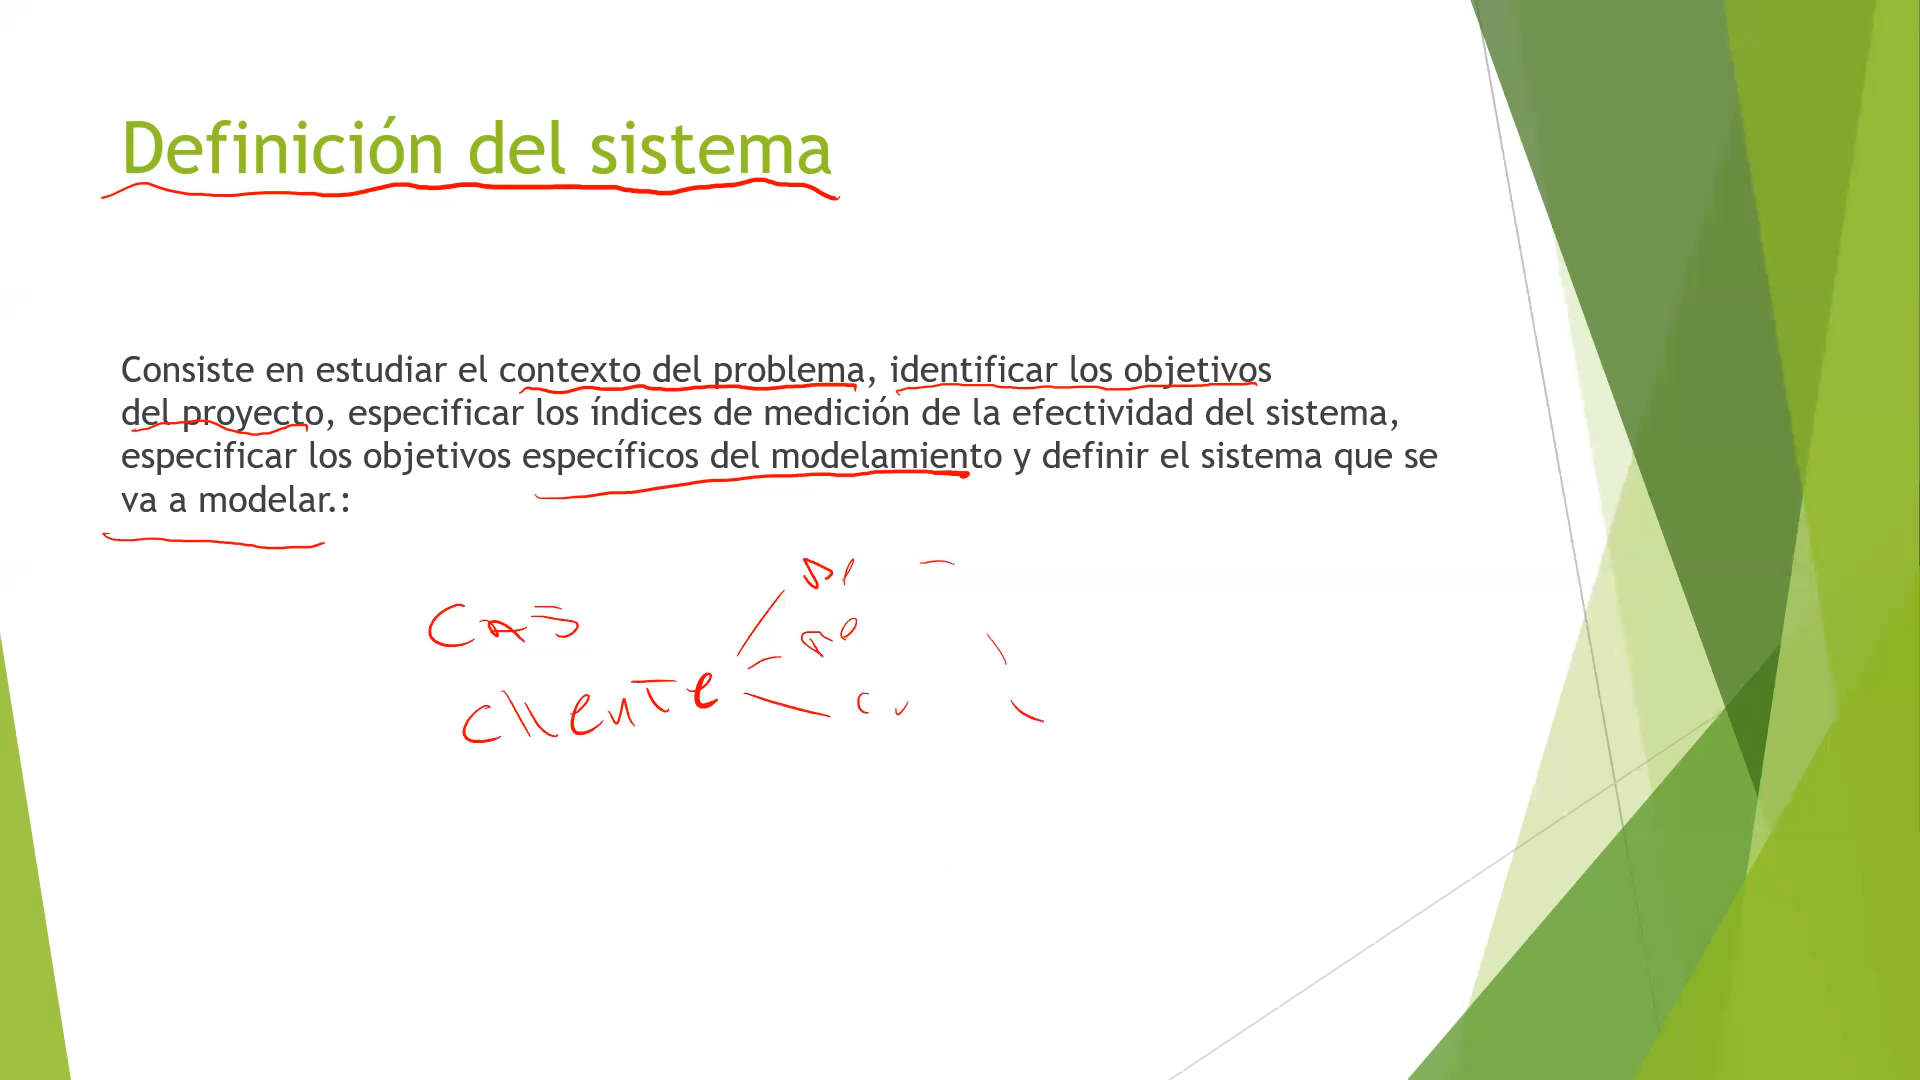 Definición del sistema
Consiste en estudiar el contexto del problema, identificar los objetivos
del proyecto, especificar los índices de medición de la efectividad del sistema,
especificar los objetivos específicos del modelamiento y definir el sistema que se
va a modelar.:
no
cliente